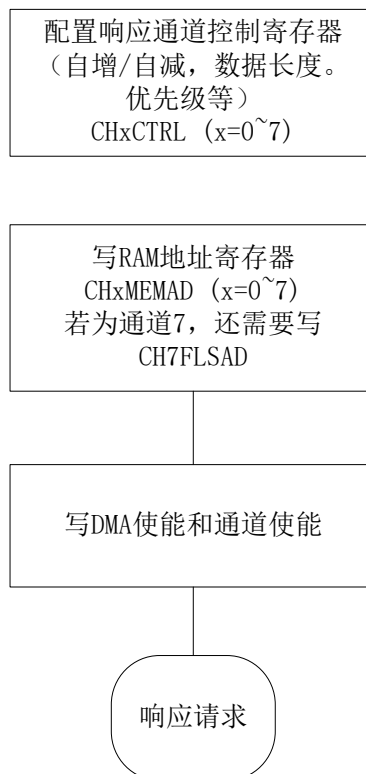 配置响应通道控制寄存器
（自增/自减，数据长度。
优先级等）
CHxCTRL（x=0~7）
写RAM地址寄存器
CHxMEMAD（x=0~7）
若为通道7，还需要写
CH7FLSAD
写DMA使能和通道使能
响应请求